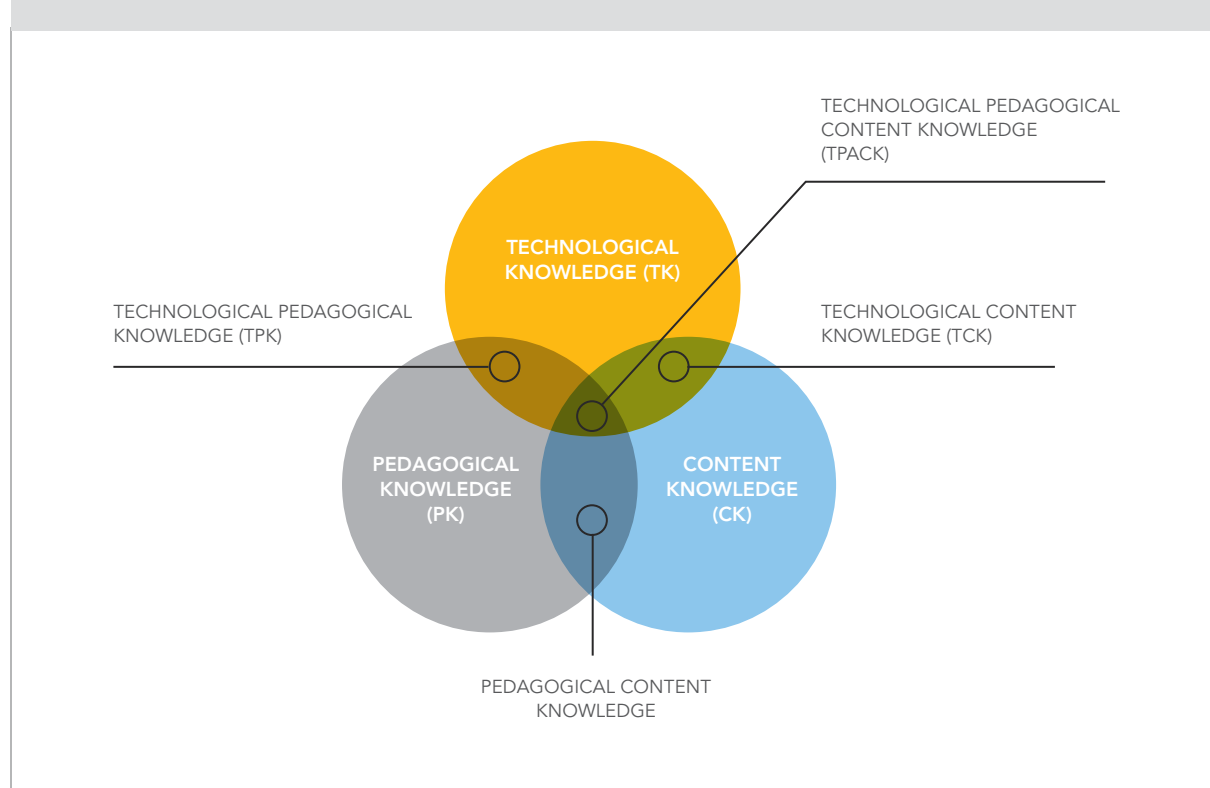 TECHNOLOGICAL PEDAGOGICAL
CONTENT KNOWLEDGE
(TPACK)
TECHNOLOGICAL
KNOWLEDGE (TK)
TECHNOLOGICAL PEDAGOGICAL
KNOWLEDGE (TPK)
TECHNOLOGICAL CONTENT
KNOWLEDGE (TCK)
PEDAGOGICAL
KNOWLEDGE
(PK)
CONTENT
KNOWLEDGE
(CK)
PEDAGOGICAL CONTENT
KNOWLEDGE